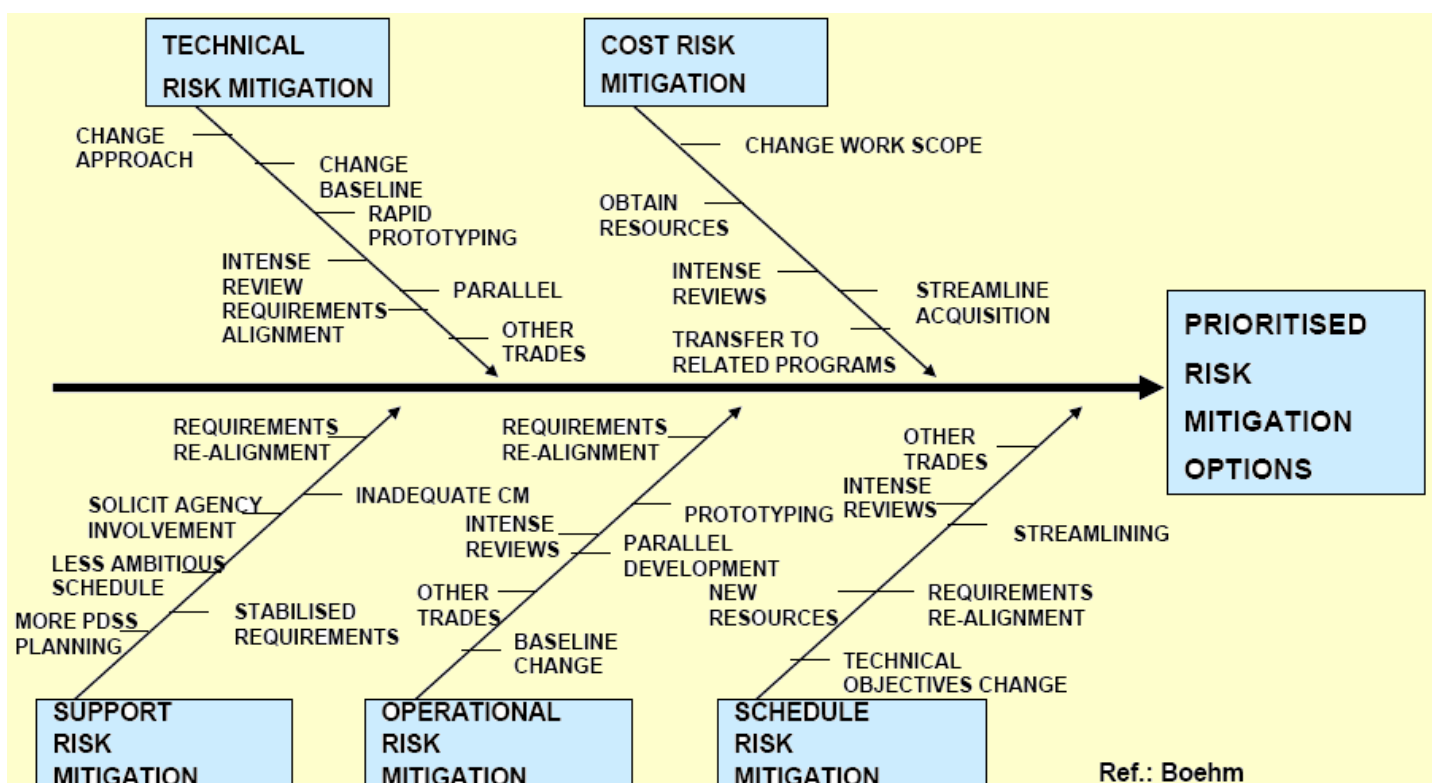 TECHNICAL
RISK MITIGATION
COST RISK
MITIGATION
CHANGE
APPROACH
CHANGE
BASELINE
RAPID
PROTOTYPING
INTENSE
REVIEW
REQUIREMENTS
ALIGNMENT
PARALLEL
OTHER
TRADES
CHANGE WORK SCOPE
OBTAIN
RESOURCES
INTENSE
REVIEWS
STREAMLINE
ACQUISITION
TRANSFER TO
RELATED PROGRAMS
PRIORITISED
RISK
MITIGATION
OPTIONS
REQUIREMENTS
RE-ALIGNMENT
INADEQUATE CM
SOLICIT AGENCY
INVOLVEMENT
LESS AMBITIOUS
SCHEDULE
STABILISED
REQUIREMENTS
MORE PDSS
PLANNING
REQUIREMENTS
RE-ALIGNMENT
PROTOTYPING
INTENSE
REVIEWS
PARALLEL
DEVELOPMENT
OTHER
TRADES
BASELINE
CHANGE
OTHER
TRADES
INTENSE
REVIEWS
STREAMLINING
NEW
RESOURCES
REQUIREMENTS
RE-ALIGNMENT
TECHNICAL
OBJECTIVES CHANGE
SUPPORT
RISK
MITIGATION
OPERATIONAL
RISK
MITIGATION
SCHEDULE
RISK
MITIGATION
Ref.: Boehm